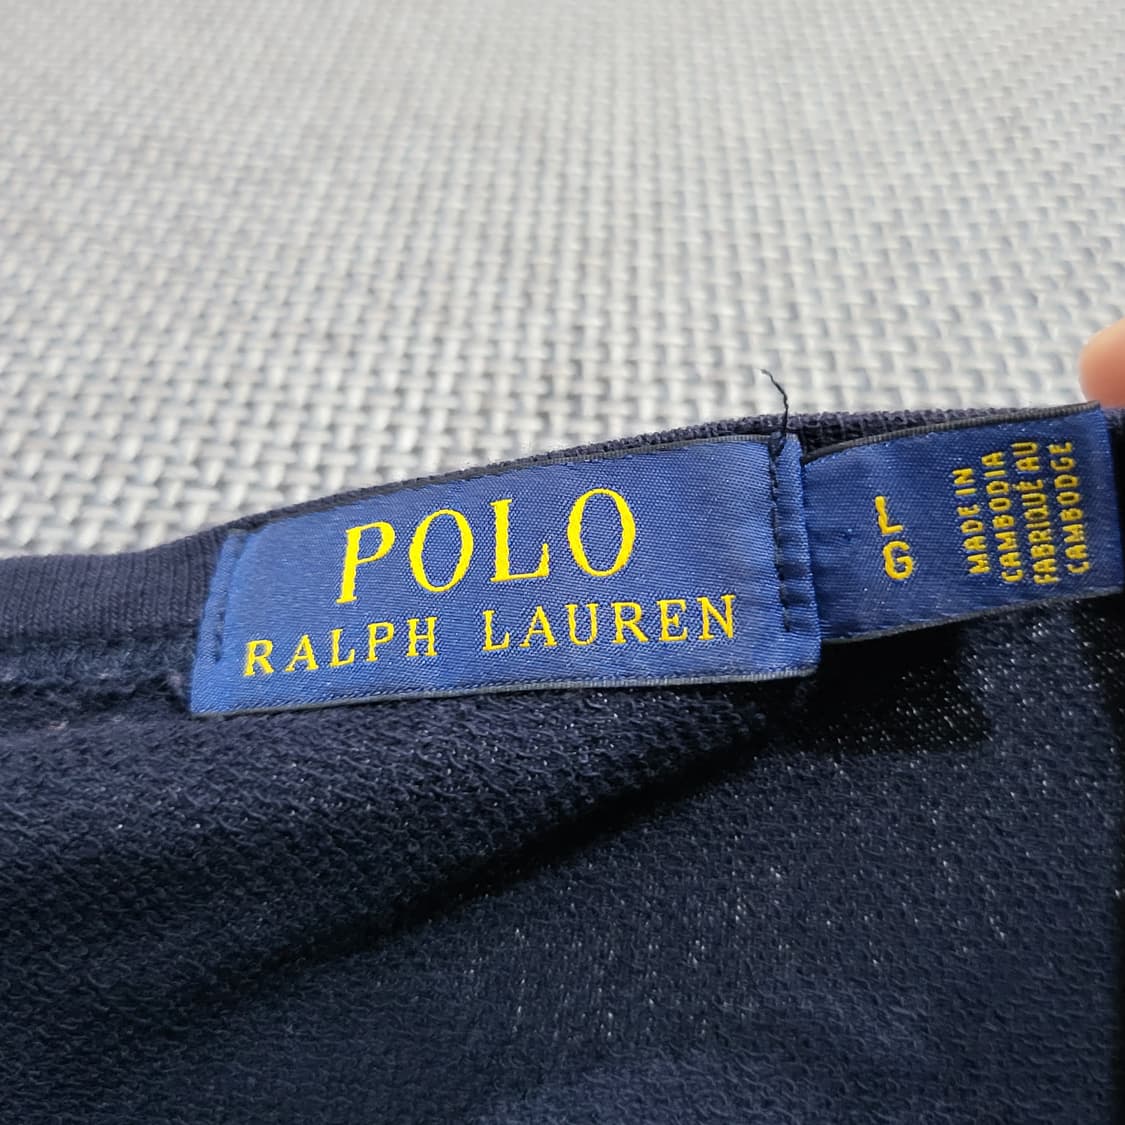 POLO
RALPH LAUREN
L
G
MADE IN
CAMBODIA
FABRIQUÉ AU
CAMBODGE